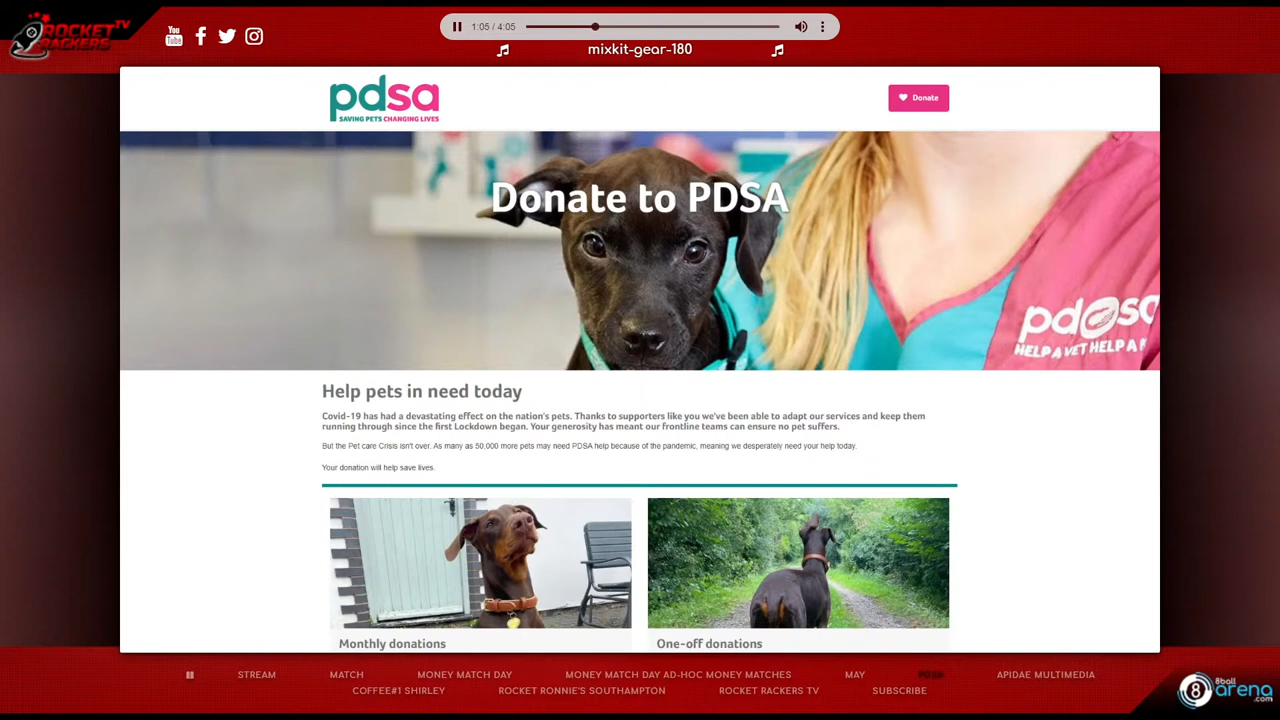 ROCKET TV
RACKERS
You
Tube
1:05 / 4:05
mixkit-gear-180
pdsa
SAVING PETS CHANGING LIVES
Donate
Donate to PDSA
pdsa
HELP A VET HELP A
Help pets in need today
Covid-19 has had a devastating effect on the nation's pets. Thanks to supporters like you we've been able to adapt our services and keep them
running through since the first Lockdown began. Your generosity has meant our frontline teams can ensure no pet suffers.
But the Pet care Crisis isn't over. As many as 50,000 more pets may need PDSA help because of the pandemic, meaning we desperately need your help today.
Your donation will help save lives.
Monthly donations
One-off donations
STREAM MATCH MONEY MATCH DAY MONEY MATCH DAY AD-HOC MONEY MATCHES MAY PDSA APIDAE MULTIMEDIA
COFFEE#1 SHIRLEY ROCKET RONNIE'S SOUTHAMPTON ROCKET RACKERS TV SUBSCRIBE
8
8ball
arena
.com